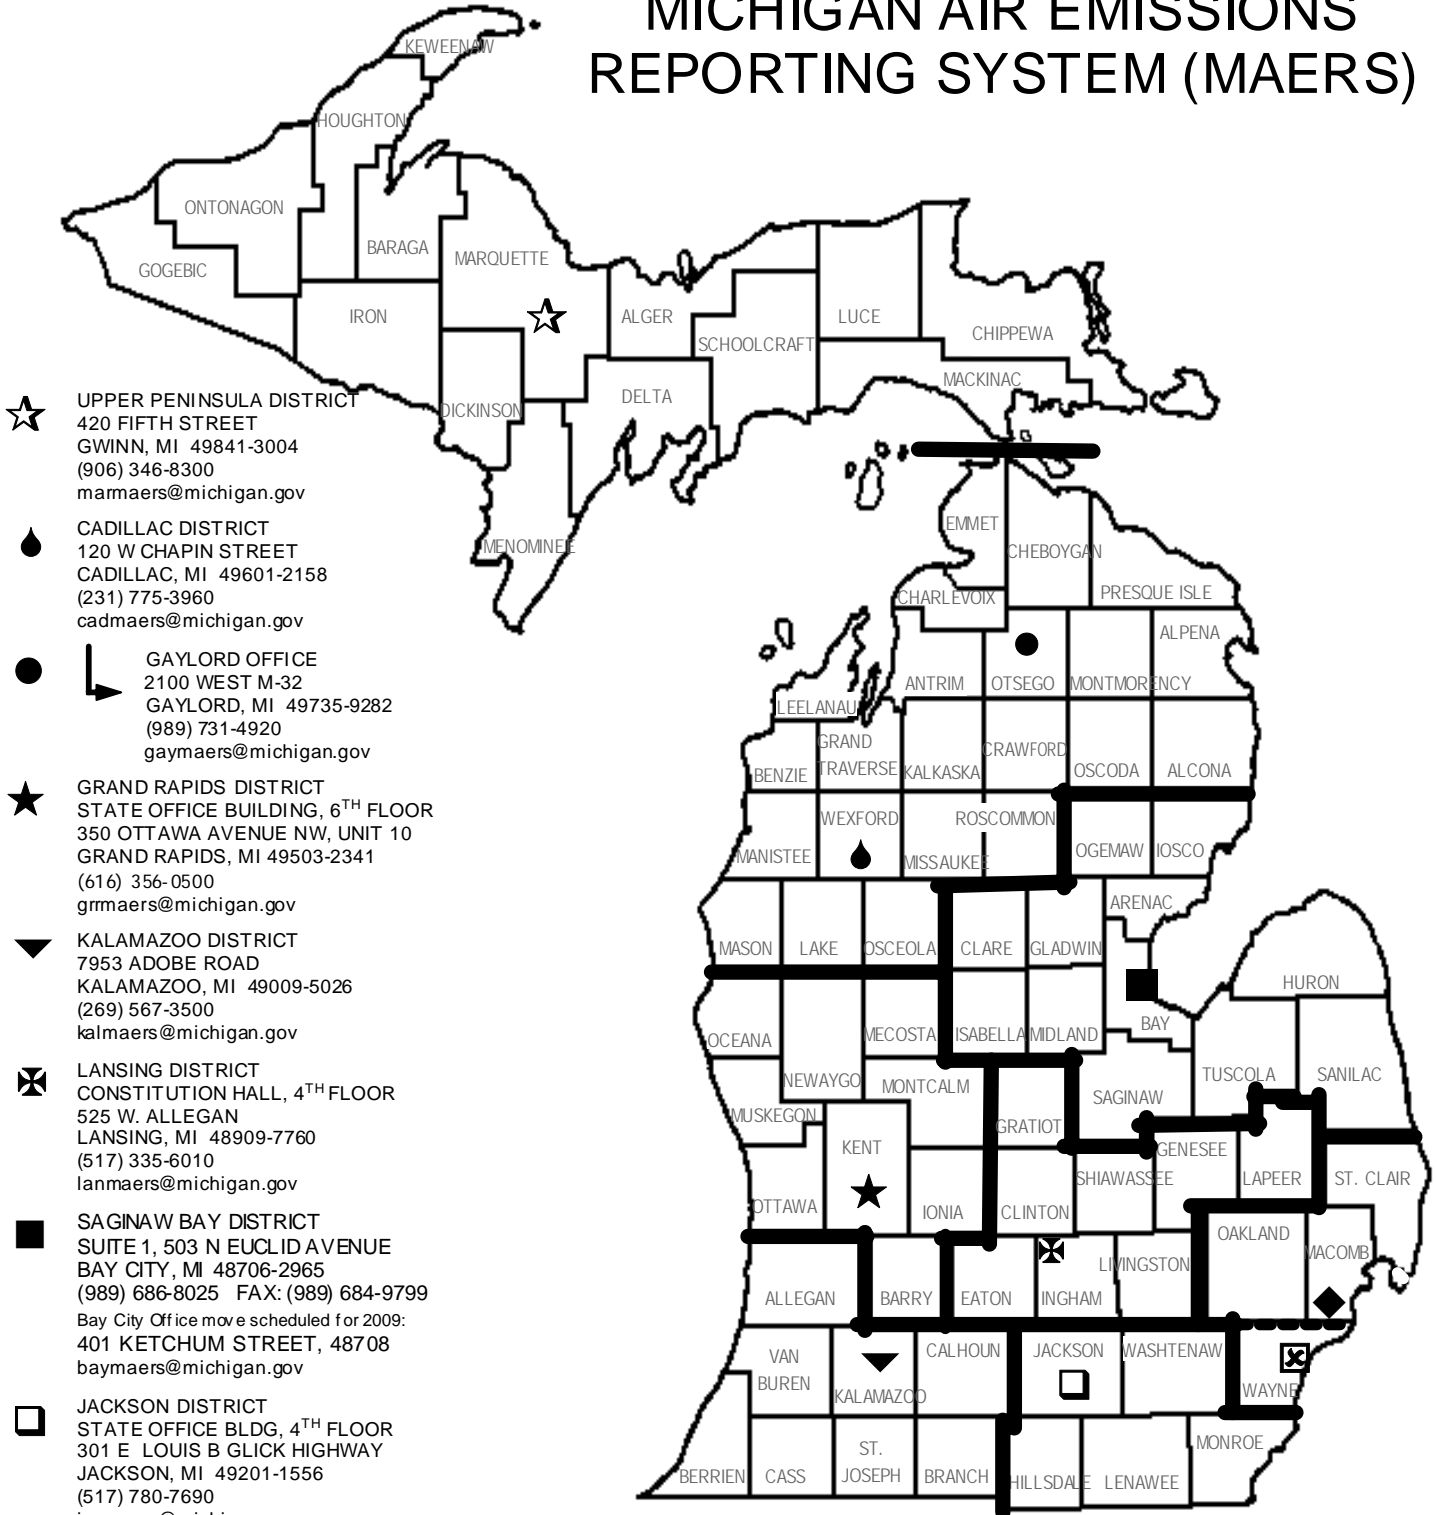 MICHIGAN AIR EMISSIONS
REPORTING SYSTEM (MAERS)
KEWEENAW
HOUGHTON
ONTONAGON
BARAGA
MARQUETTE
GOGEBIC
IRON
ALGER
LUCE
SCHOOLCRAFT
CHIPPEWA
MACKINAC
DICKINSON
DELTA
MENOMINEE
UPPER PENINSULA DISTRICT
420 FIFTH STREET
GWINN, MI 49841-3004
(906) 346-8300
marmaers@michigan.gov
CADILLAC DISTRICT
120 W CHAPIN STREET
CADILLAC, MI 49601-2158
(231) 775-3960
cadmaers@michigan.gov
GAYLORD OFFICE
2100 WEST M-32
GAYLORD, MI 49735-9282
(989) 731-4920
gaymaers@michigan.gov
GRAND RAPIDS DISTRICT
STATE OFFICE BUILDING, 6TH FLOOR
350 OTTAWA AVENUE NW, UNIT 10
GRAND RAPIDS, MI 49503-2341
(616) 356-0500
grrmaers@michigan.gov
KALAMAZOO DISTRICT
7953 ADOBE ROAD
KALAMAZOO, MI 49009-5026
(269) 567-3500
kalmaers@michigan.gov
LANSING DISTRICT
CONSTITUTION HALL, 4TH FLOOR
525 W. ALLEGAN
LANSING, MI 48909-7760
(517) 335-6010
lanmaers@michigan.gov
SAGINAW BAY DISTRICT
SUITE 1, 503 N EUCLID AVENUE
BAY CITY, MI 48706-2965
(989) 686-8025 FAX: (989) 684-9799
Bay City Office move scheduled for 2009:
401 KETCHUM STREET, 48708
baymaers@michigan.gov
JACKSON DISTRICT
STATE OFFICE BLDG, 4TH FLOOR
301 E LOUIS B GLICK HIGHWAY
JACKSON, MI 49201-1556
(517) 780-7690
EMMET
CHEBOYGAN
CHARLEVOIX
PRESQUE ISLE
ALPENA
ANTRIM
OTSEGO
MONTMORENCY
LEELANAU
GRAND
TRAVERSE
BENZIE
KALKASKA
CRAWFORD
OSCODA
ALCONA
WEXFORD
ROSCOMMON
MANISTEE
MISSAUKEE
OGEMAW
IOSCO
ARENAC
MASON
LAKE
OSCEOLA
CLARE
GLADWIN
HURON
BAY
OCEANA
MECOSTA
ISABELLA
MIDLAND
NEWAYGO
MONTCALM
TUSCOLA
SANILAC
MUSKEGON
SAGINAW
GRATIOT
KENT
GENESEE
SHIAWASSEE
LAPEER
ST. CLAIR
OTTAWA
IONIA
CLINTON
OAKLAND
MACOMB
LIVINGSTON
ALLEGAN
BARRY
EATON
INGHAM
VAN
BUREN
CALHOUN
JACKSON
WASHTENAW
KALAMAZOO
WAYNE
MONROE
ST.
JOSEPH
BERRIEN
CASS
BRANCH
HILLSDALE
LENAWEE